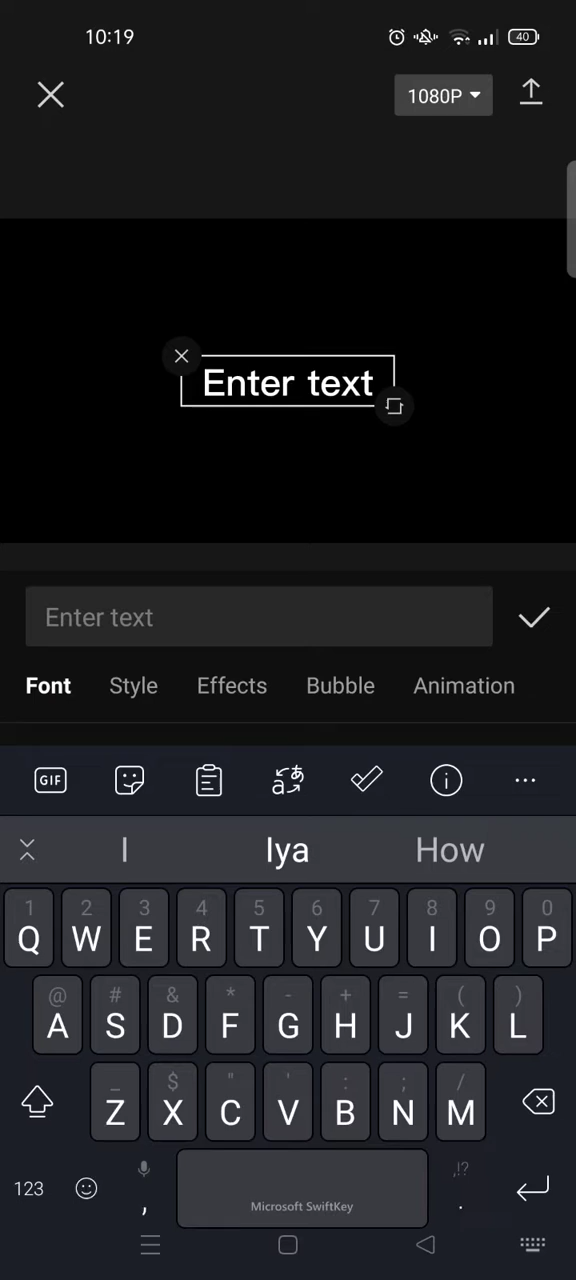 10:19
40
1080P
Enter text
Enter text
Font Style Effects Bubble Animation
GIF
I Iya How
1 2 3 4 5 6 7 8 9 0
Q W E R T Y U I O P
@ # & * - + = ( )
A S D F G H J K L
_ $ " ' : ; /
Z X C V B N M
123 , Microsoft SwiftKey ,!? .